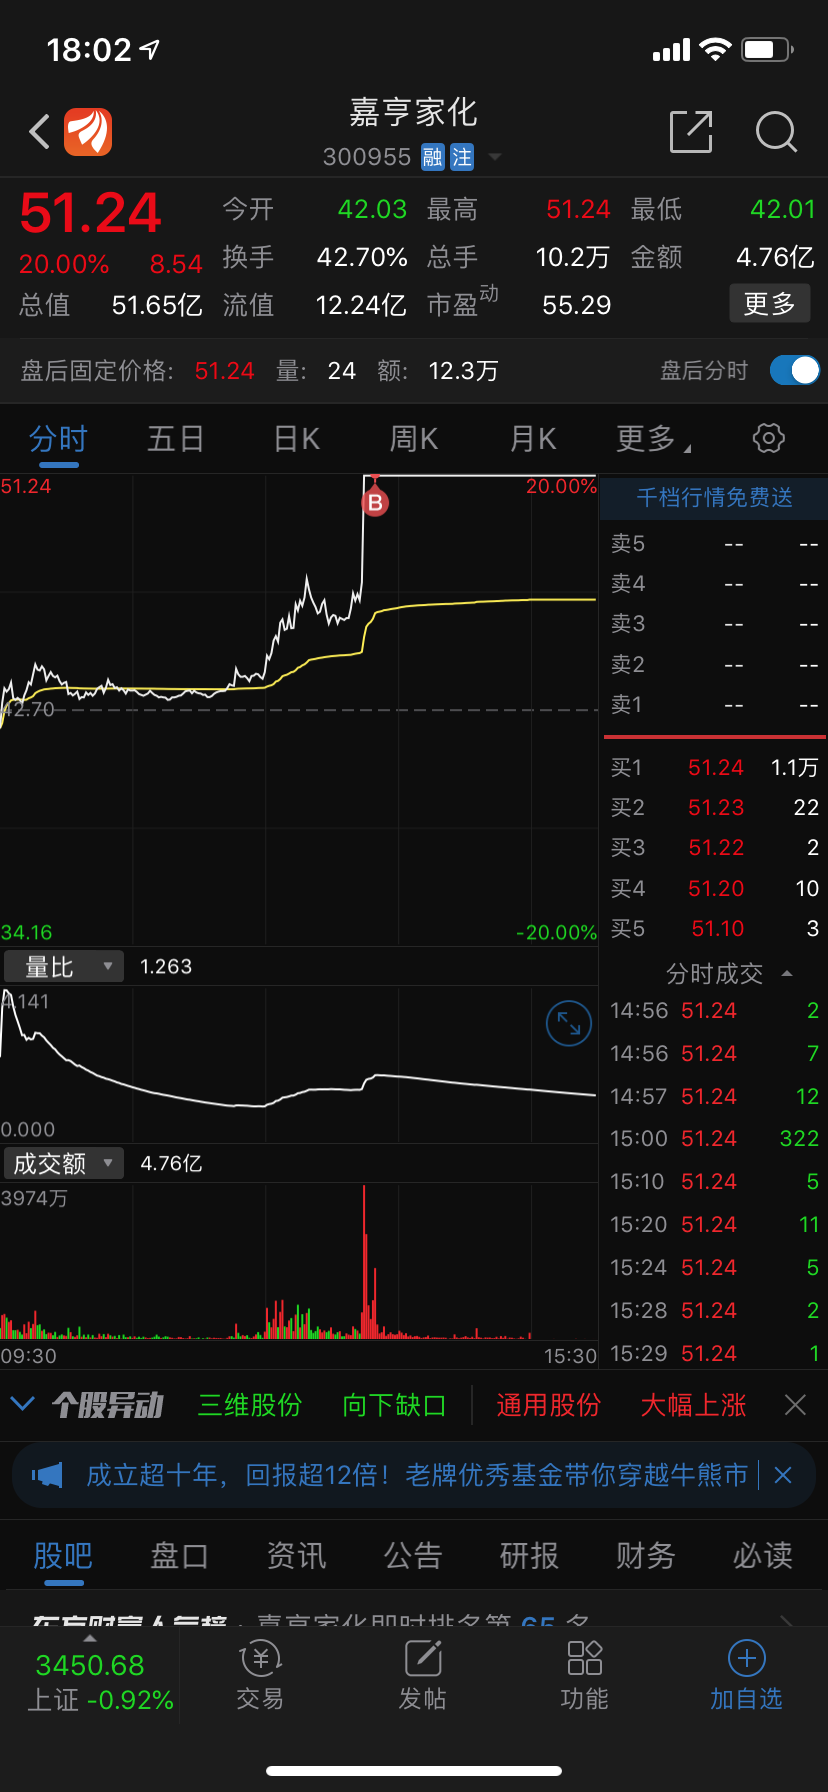 18:02
嘉亨家化
300955 融 注
51.24 今开 42.03 最高 51.24 最低 42.01
20.00% 8.54 换手 42.70% 总手 10.2万 金额 4.76亿
总值 51.65亿 流值 12.24亿 市盈动 55.29 更多
盘后固定价格: 51.24 量: 24 额: 12.3万 盘后分时
分时 五日 日K 周K 月K 更多
51.24 20.00%
B
42.70
34.16 -20.00%
量比 1.263
4.141
0.000
成交额 4.76亿
3974万
09:30 15:30
千档行情免费送
卖5 -- --
卖4 -- --
卖3 -- --
卖2 -- --
卖1 -- --
买1 51.24 1.1万
买2 51.23 22
买3 51.22 2
买4 51.20 10
买5 51.10 3
分时成交
14:56 51.24 2
14:56 51.24 7
14:57 51.24 12
15:00 51.24 322
15:10 51.24 5
15:20 51.24 11
15:24 51.24 5
15:28 51.24 2
15:29 51.24 1
个股异动 三维股份 向下缺口 通用股份 大幅上涨
成立超十年，回报超12倍！老牌优秀基金带你穿越牛熊市
股吧 盘口 资讯 公告 研报 财务 必读
东方财富人气榜 · 嘉亨家化即时排名第 65 名
3450.68
上证 -0.92% 交易 发帖 功能 加自选